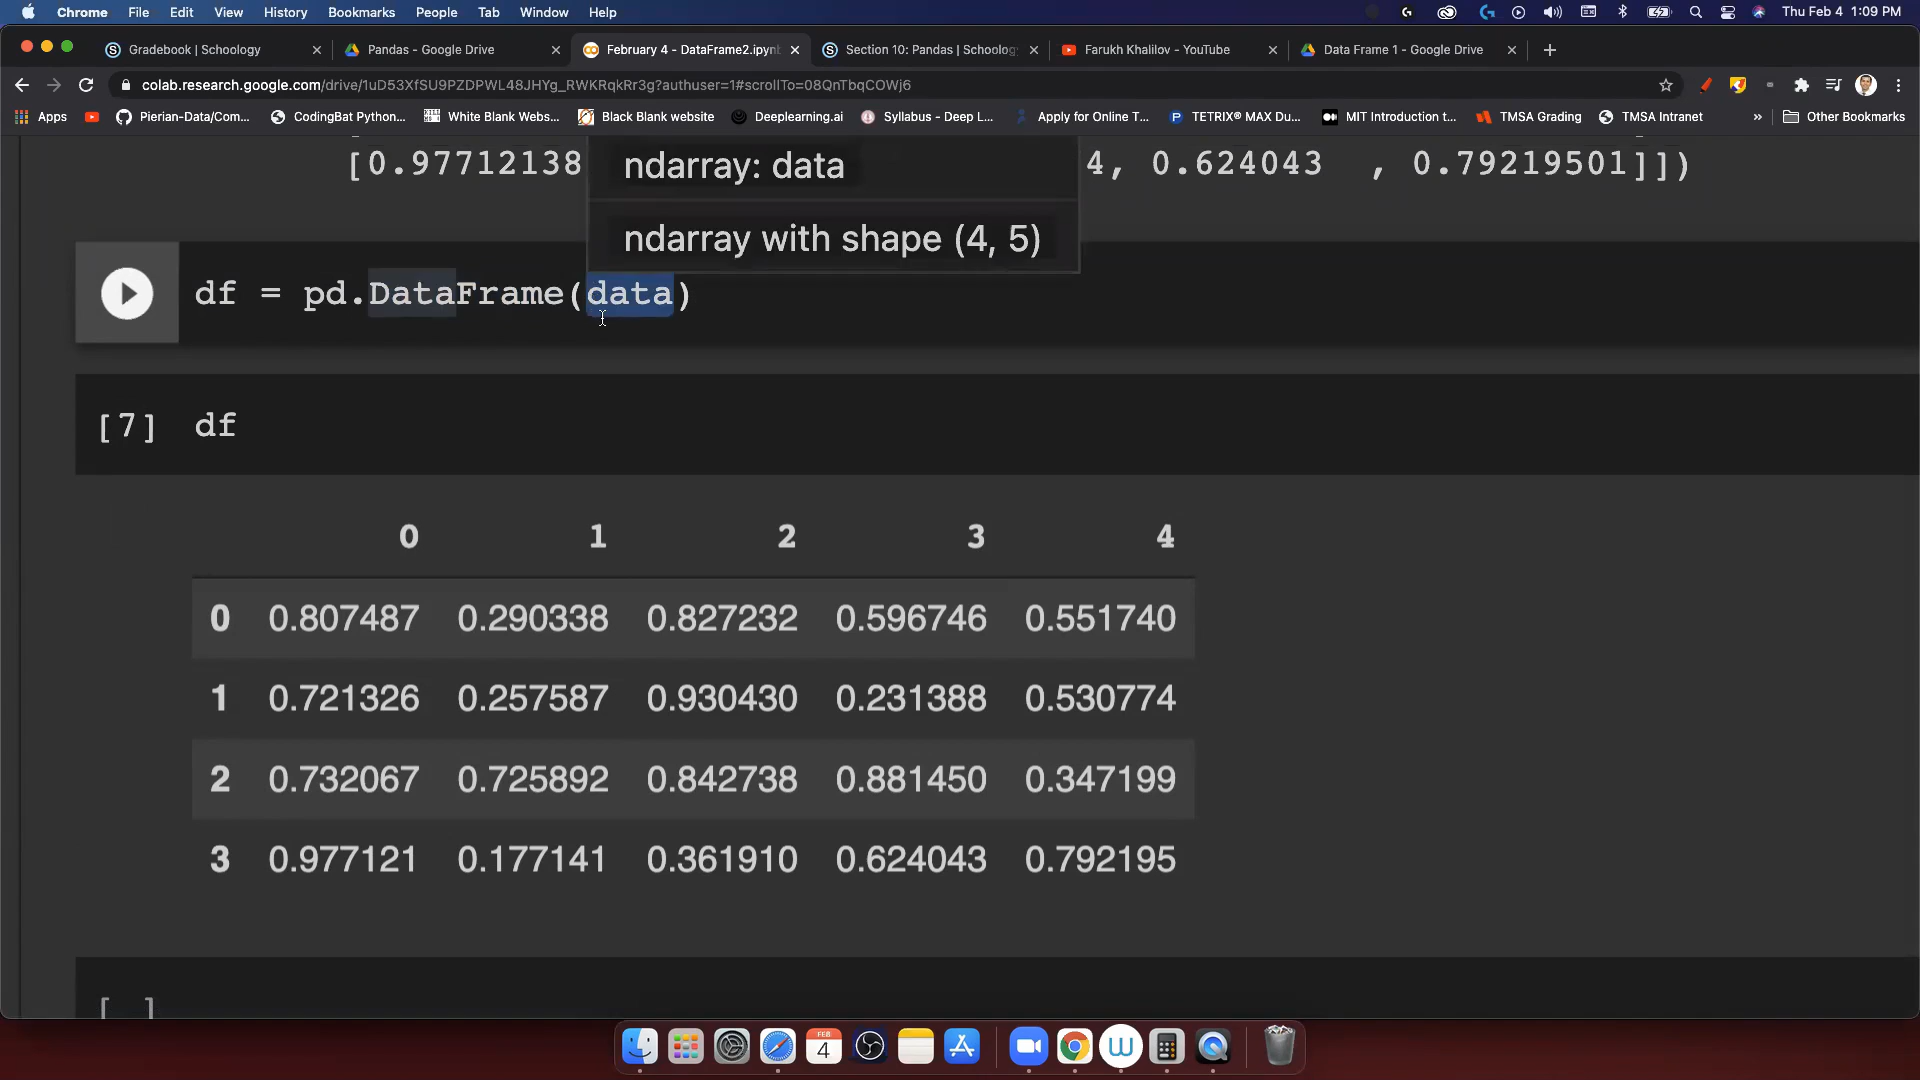 Chrome File Edit View History Bookmarks People Tab Window Help Thu Feb 4 1:09 PM
Gradebook | Schoology Pandas - Google Drive February 4 - DataFrame2.ipynb Section 10: Pandas | Schoology Farukh Khalilov - YouTube Data Frame 1 - Google Drive
colab.research.google.com/drive/1uD53XfSU9PZDPWL48JHYg_RWKRqkRr3g?authuser=1#scrollTo=08QnTbqCOWj6
Apps Pierian-Data/Com... CodingBat Python... White Blank Webs... Black Blank website Deeplearning.ai Syllabus - Deep L... Apply for Online T... TETRIX® MAX Du... MIT Introduction t... TMSA Grading TMSA Intranet » Other Bookmarks
[0.97712138 4, 0.624043 , 0.79219501]])
ndarray: data
ndarray with shape (4, 5)
df = pd.DataFrame(data)
[7] df
0 1 2 3 4
0 0.807487 0.290338 0.827232 0.596746 0.551740
1 0.721326 0.257587 0.930430 0.231388 0.530774
2 0.732067 0.725892 0.842738 0.881450 0.347199
3 0.977121 0.177141 0.361910 0.624043 0.792195
[ ]
FEB
4